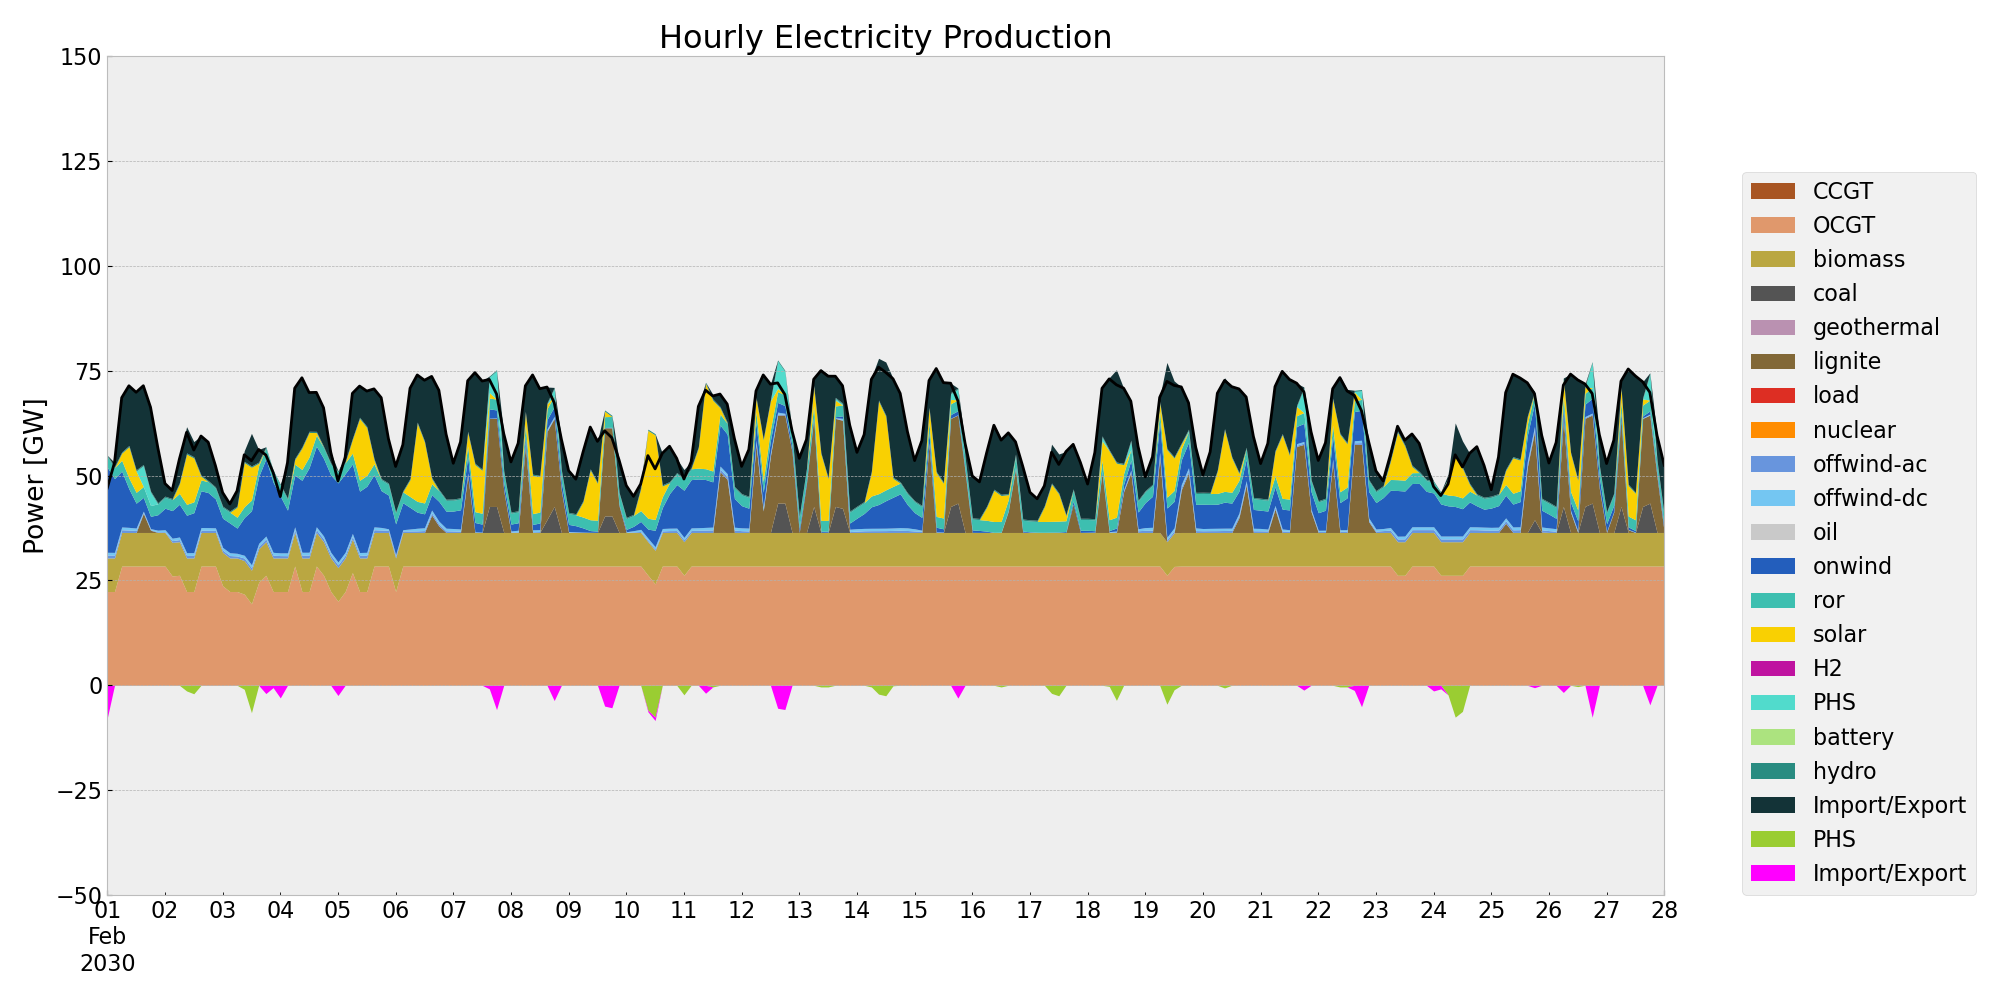 Hourly Electricity Production
Power [GW]
150
125
100
75
50
25
0
−25
−50
01 02 03 04 05 06 07 08 09 10 11 12 13 14 15 16 17 18 19 20 21 22 23 24 25 26 27 28
Feb
2030
CCGT
OCGT
biomass
coal
geothermal
lignite
load
nuclear
offwind-ac
offwind-dc
oil
onwind
ror
solar
H2
PHS
battery
hydro
Import/Export
PHS
Import/Export